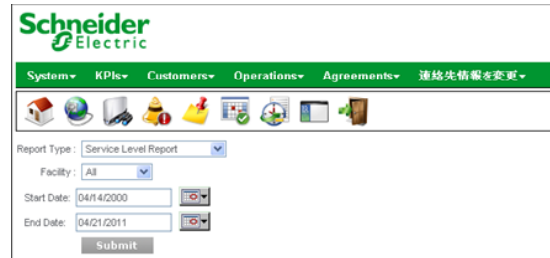 Schneider
Electric
System KPIs Customers Operations Agreements 連絡先情報を変更
Report Type : Service Level Report
Facility : All
Start Date: 04/14/2000
End Date: 04/21/2011
Submit